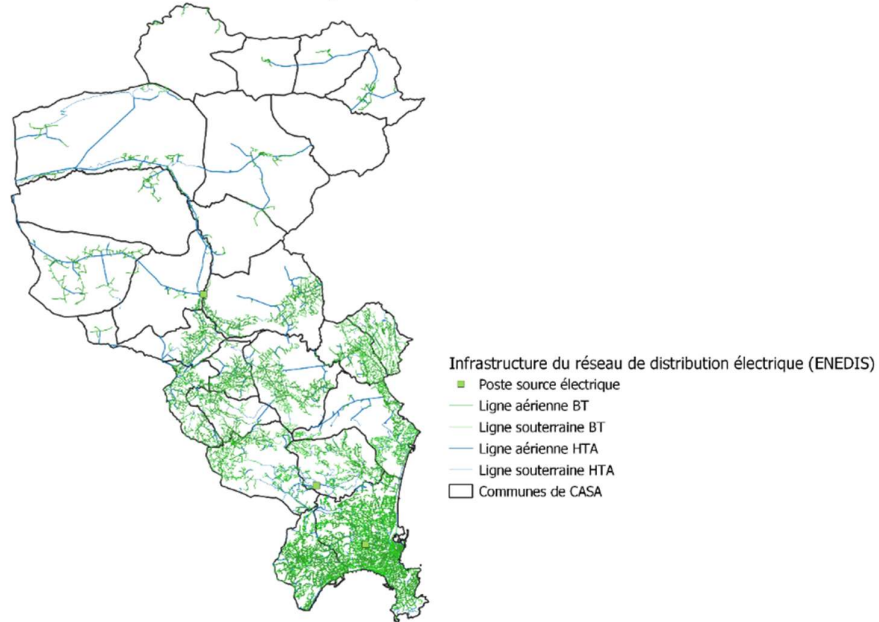 Infrastructure du réseau de distribution électrique (ENEDIS)
Poste source électrique
Ligne aérienne BT
Ligne souterraine BT
Ligne aérienne HTA
Ligne souterraine HTA
Communes de CASA